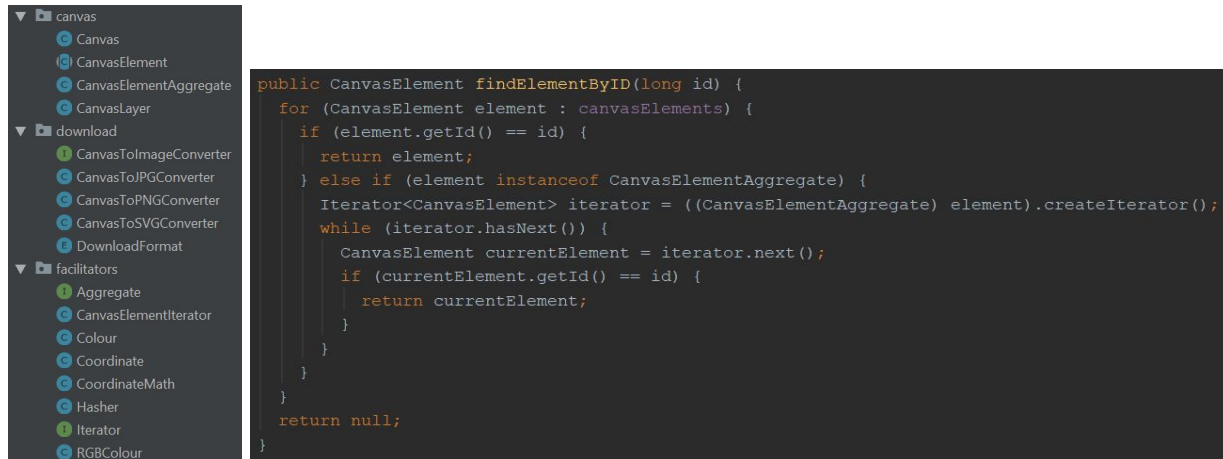 canvas
Canvas
CanvasElement
CanvasElementAggregate
CanvasLayer
download
CanvasToImageConverter
CanvasToJPGConverter
CanvasToPNGConverter
CanvasToSVGConverter
DownloadFormat
facilitators
Aggregate
CanvasElementIterator
Colour
Coordinate
CoordinateMath
Hasher
Iterator
RGBColour
public CanvasElement findElementByID(long id) {
  for (CanvasElement element : canvasElements) {
    if (element.getId() == id) {
      return element;
    } else if (element instanceof CanvasElementAggregate) {
      Iterator<CanvasElement> iterator = ((CanvasElementAggregate) element).createIterator();
      while (iterator.hasNext()) {
        CanvasElement currentElement = iterator.next();
        if (currentElement.getId() == id) {
          return currentElement;
        }
      }
    }
  }
  return null;
}